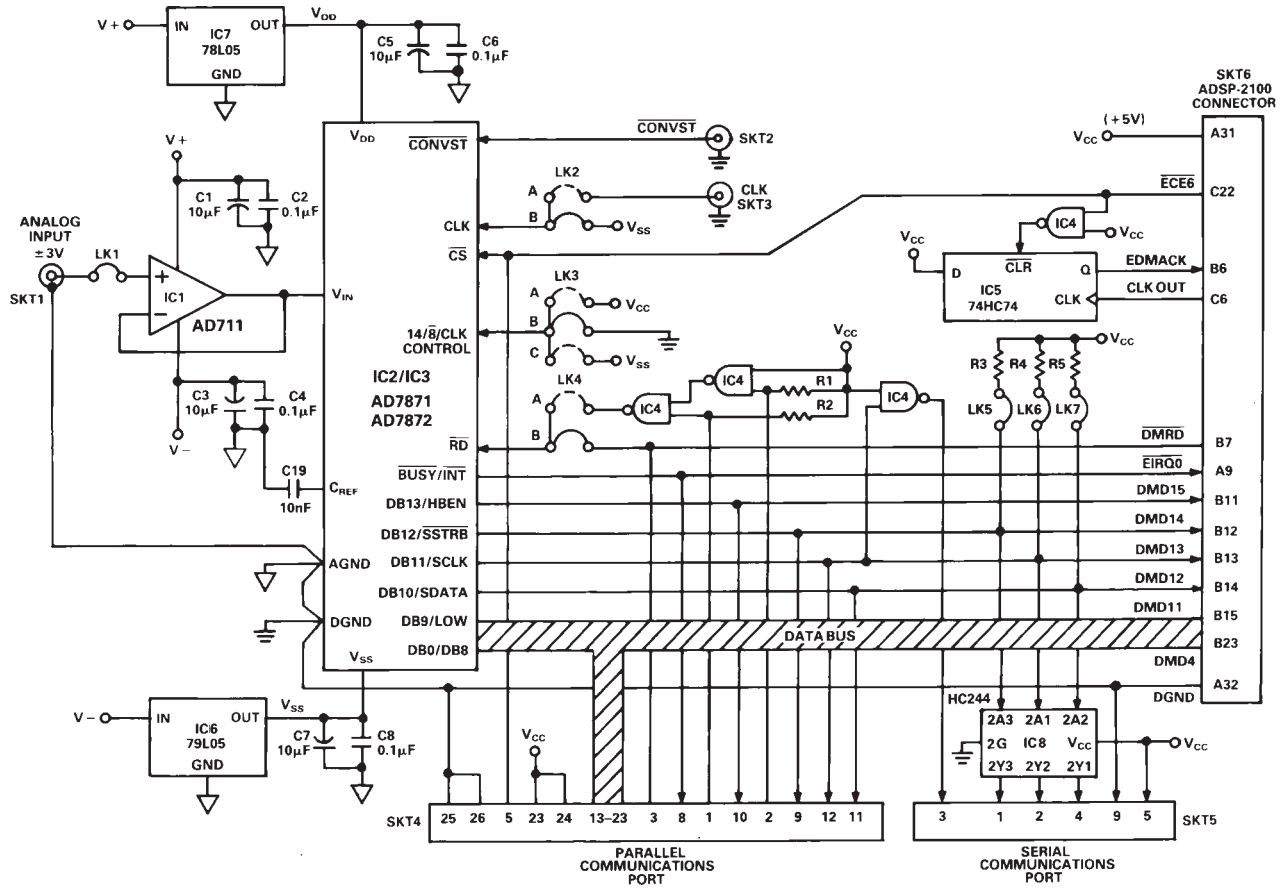 V+
IN
OUT
IC7
78L05
GND
VDD
C5
10µF
C6
0.1µF
SKT6
ADSP-2100
CONNECTOR
VDD
CONVST
CONVST
SKT2
(+5V)
VCC
A31
V+
C1
10µF
C2
0.1µF
LK2
A
B
CLK
SKT3
CLK
VSS
CS
ECE6
C22
IC4
VCC
VCC
D
CLR
Q
IC5
74HC74
CLK
EDMACK
B6
CLK OUT
C6
ANALOG
INPUT
±3V
SKT1
LK1
+
IC1
−
AD711
VIN
LK3
A
VCC
B
C
VSS
14/8/CLK
CONTROL
IC2/IC3
AD7871
AD7872
VCC
R3
R4
R5
VCC
LK5
LK6
LK7
C3
10µF
C4
0.1µF
V−
C19
10nF
CREF
LK4
A
B
IC4
IC4
R1
R2
IC4
RD
DMRD
B7
BUSY/INT
EIRQ0
A9
DB13/HBEN
DMD15
B11
DB12/SSTRB
DMD14
B12
AGND
DB11/SCLK
DMD13
B13
DB10/SDATA
DMD12
B14
DGND
DB9/LOW
DMD11
B15
DATA BUS
DB0/DB8
B23
DMD4
VSS
A32
DGND
V−
IN
OUT
IC6
79L05
GND
VSS
C7
10µF
C8
0.1µF
HC244
2A3
2A1
2A2
2G
IC8
VCC
VCC
2Y3
2Y2
2Y1
VCC
SKT4
25
26
5
23
24
13–23
3
8
1
10
2
9
12
11
3
1
2
4
9
5
SKT5
PARALLEL
COMMUNICATIONS
PORT
SERIAL
COMMUNICATIONS
PORT